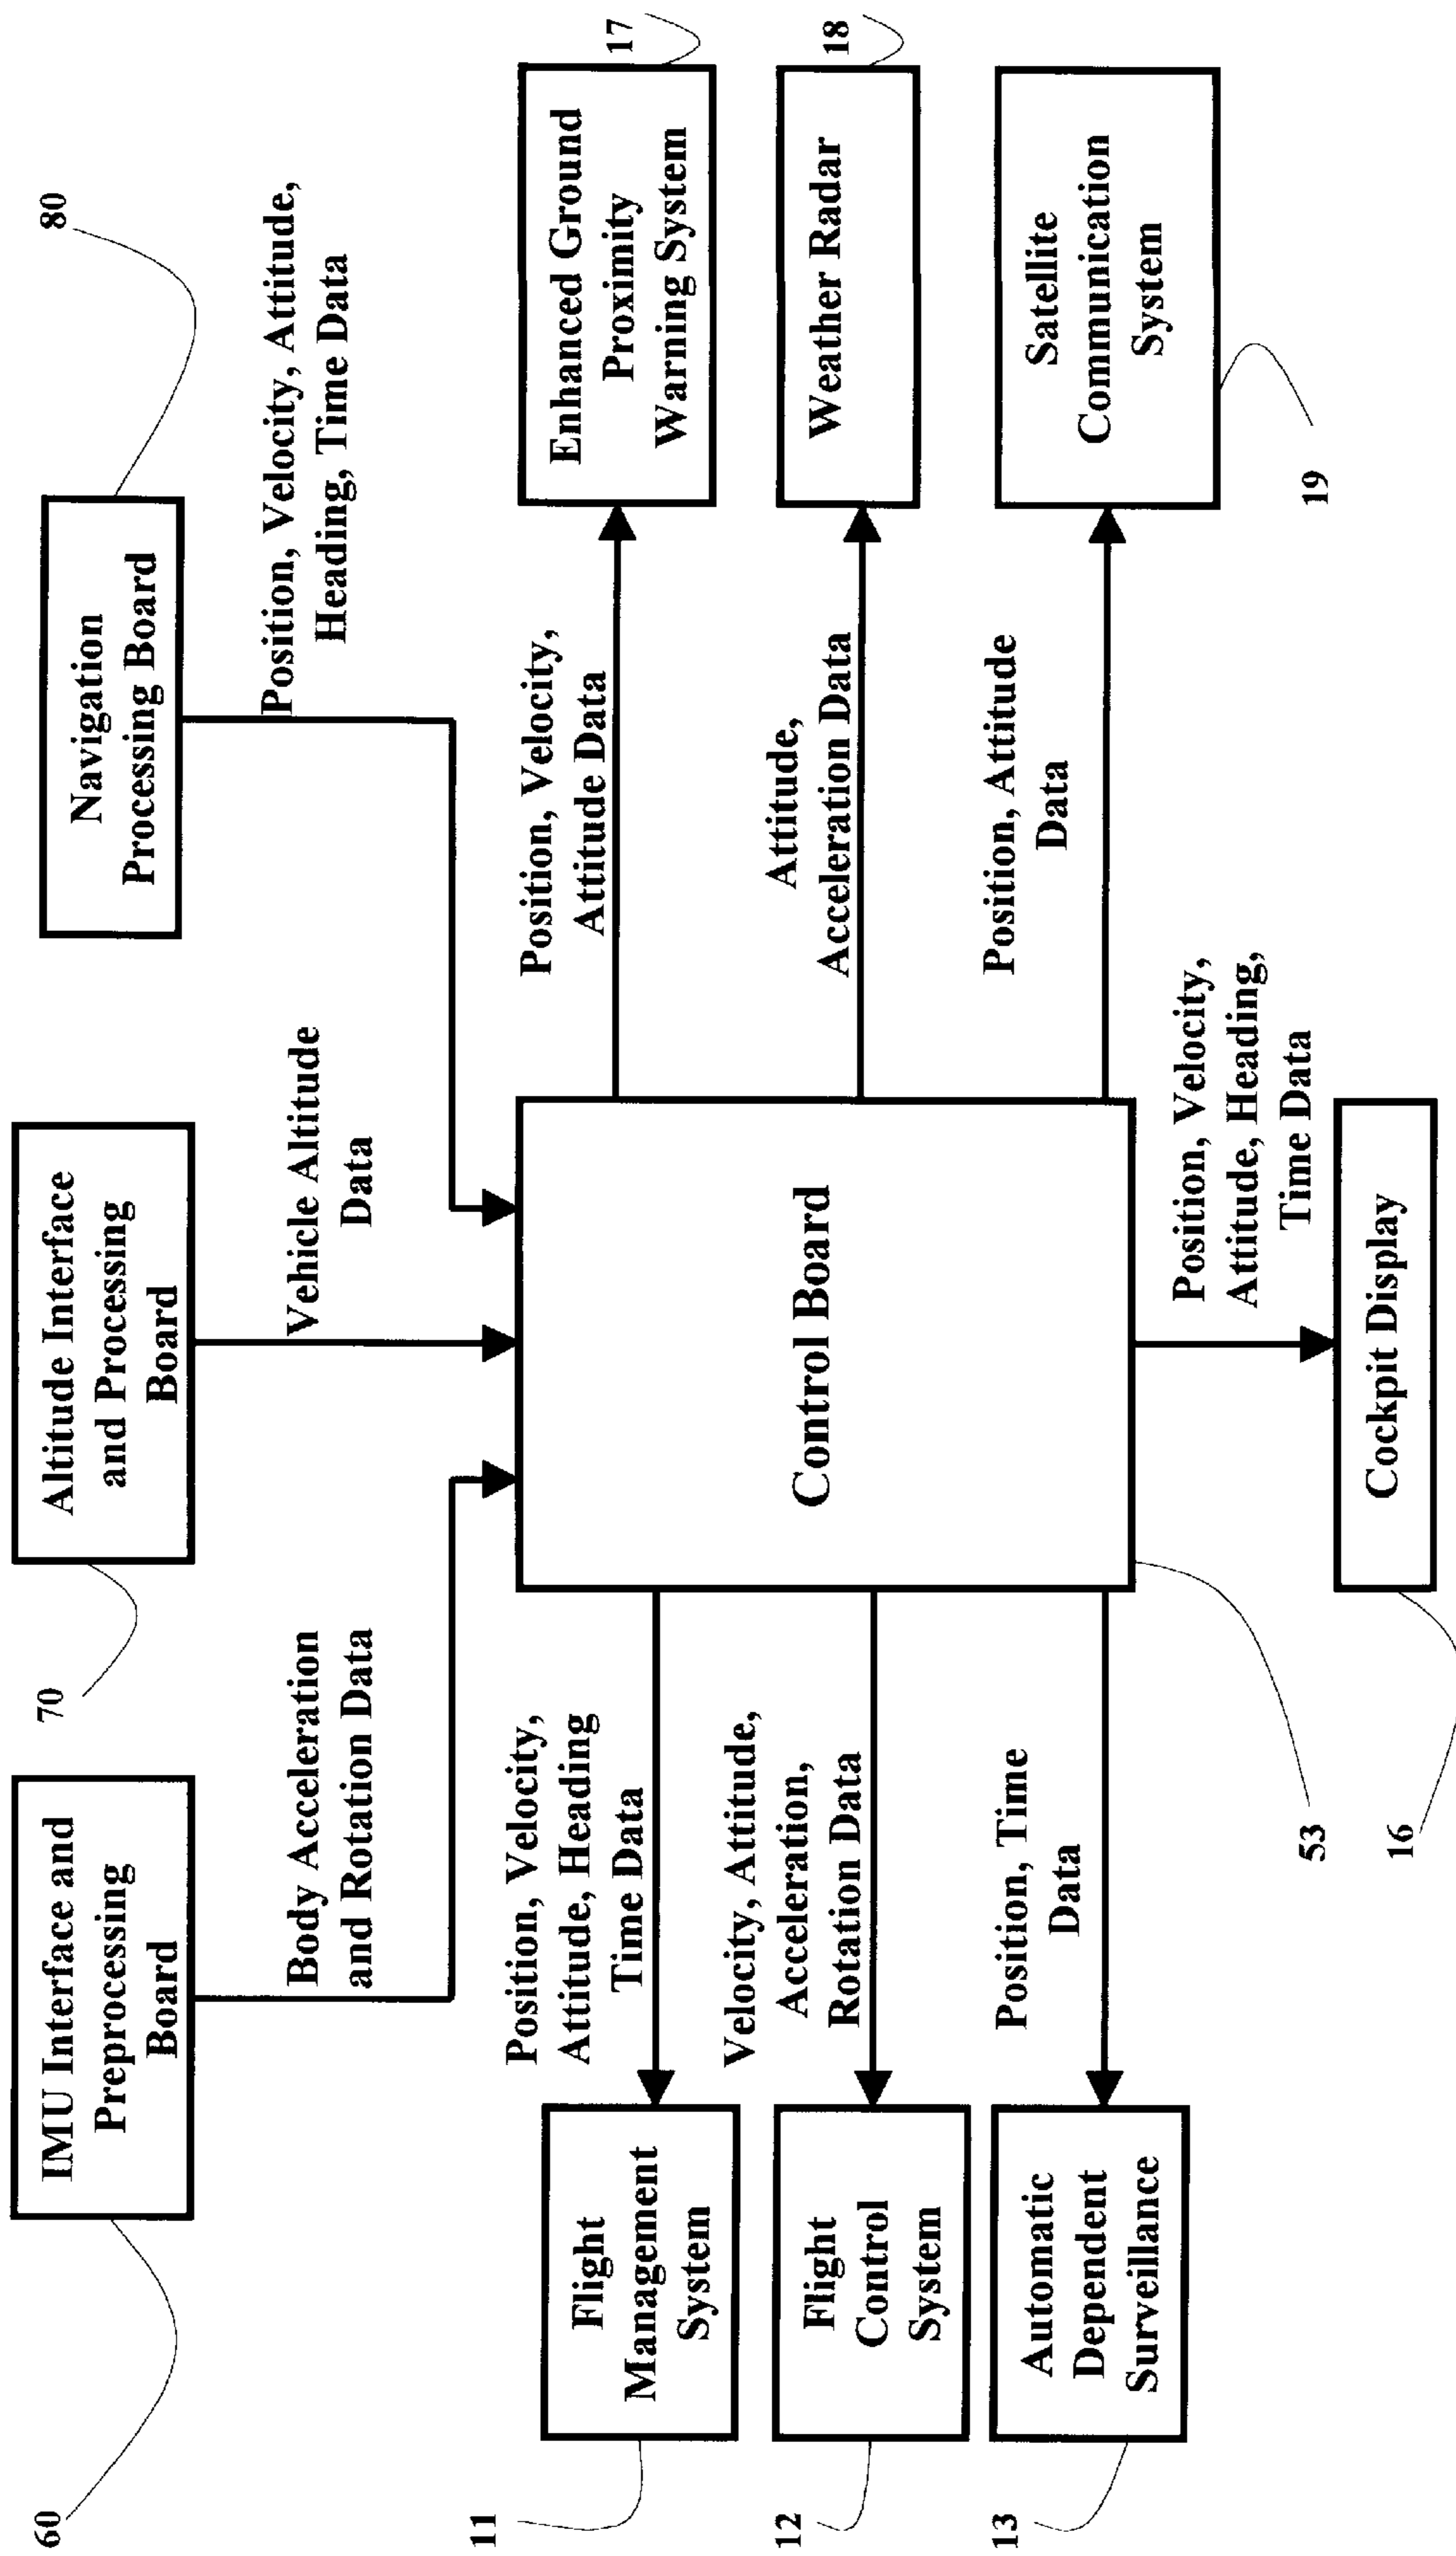 60
IMU Interface and
Preprocessing
Board
70
Altitude Interface
and Processing
Board
80
Navigation
Processing Board
Body Acceleration
and Rotation Data
Vehicle Altitude
Data
Position, Velocity, Attitude,
Heading, Time Data
11
Flight
Management
System
Position, Velocity,
Attitude, Heading
Time Data
12
Flight
Control
System
Velocity, Attitude,
Acceleration,
Rotation Data
13
Automatic
Dependent
Surveillance
Position, Time
Data
Control Board
53
Position, Velocity,
Attitude Data
Enhanced Ground
Proximity
Warning System
17
Attitude,
Acceleration Data
Weather Radar
18
Position, Attitude
Data
Satellite
Communication
System
19
Position, Velocity,
Attitude, Heading,
Time Data
Cockpit Display
16